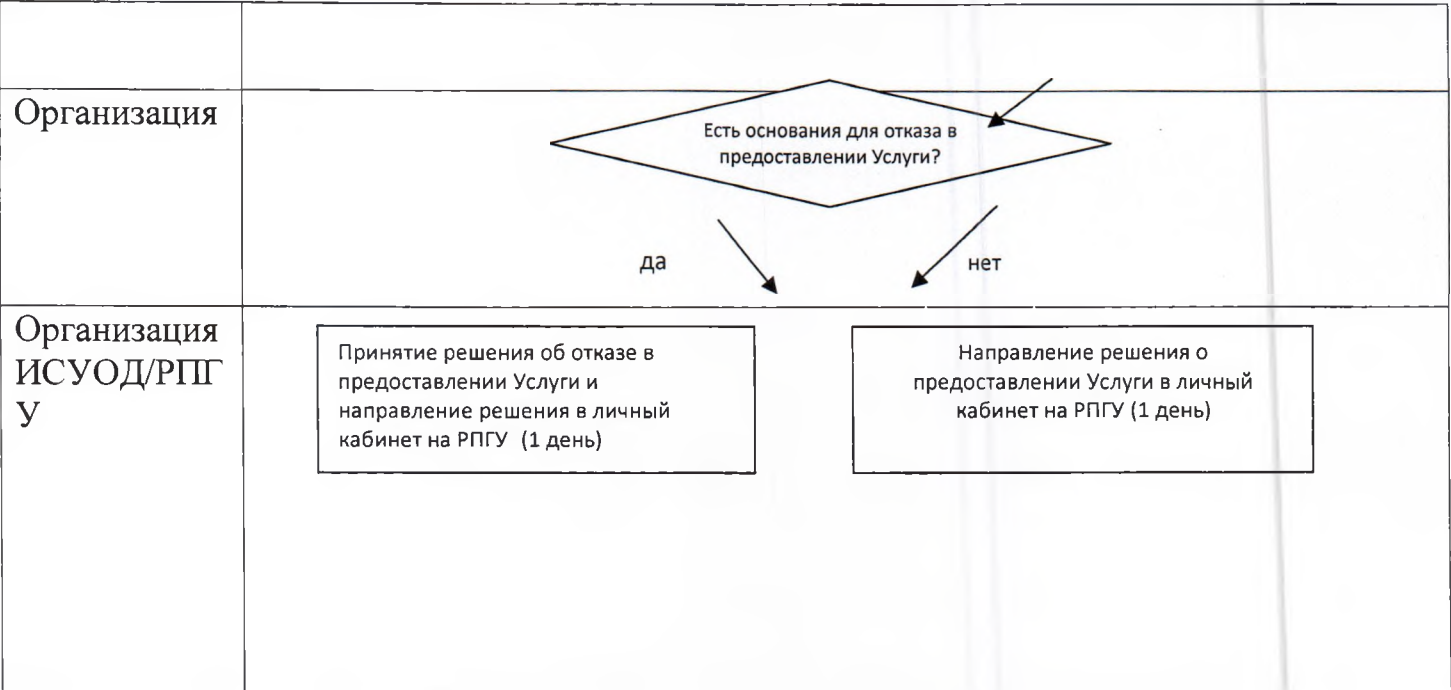 Организация
Есть основания для отказа в
предоставлении Услуги?
да
нет
Организация
ИСУОД/РПГ
У
Принятие решения об отказе в
предоставлении Услуги и
направление решения в личный
кабинет на РПГУ (1 день)
Направление решения о
предоставлении Услуги в личный
кабинет на РПГУ (1 день)